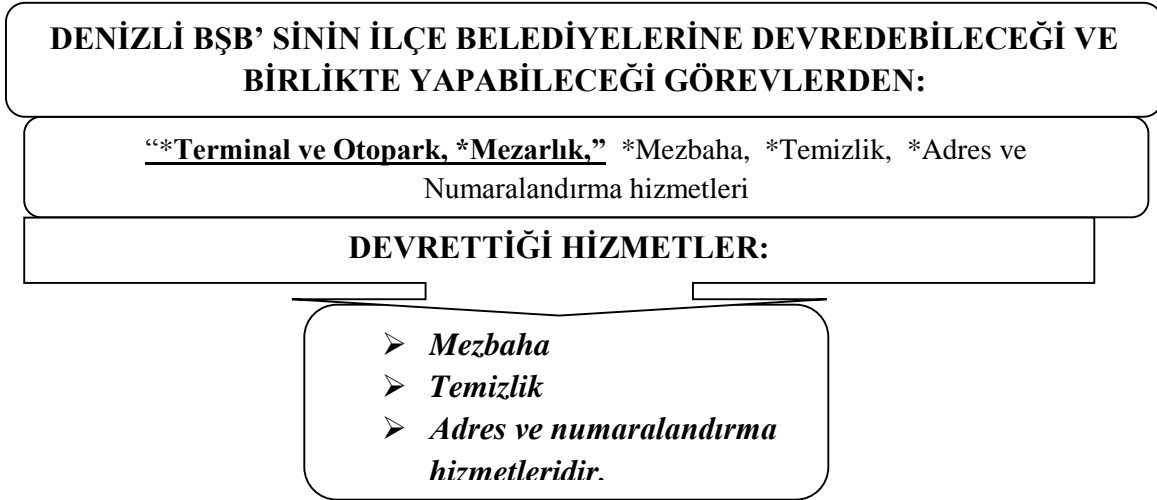 DENİZLİ BŞB' SİNİN İLÇE BELEDİYELERİNE DEVREDEBİLECEĞİ VE
BİRLİKTE YAPABİLECEĞİ GÖREVLERDEN:
“*Terminal ve Otopark, *Mezarlık,” *Mezbaha, *Temizlik, *Adres ve
Numaralandırma hizmetleri
DEVRETTİĞİ HİZMETLER:
➢ Mezbaha
➢ Temizlik
➢ Adres ve numaralandırma
hizmetleridir.